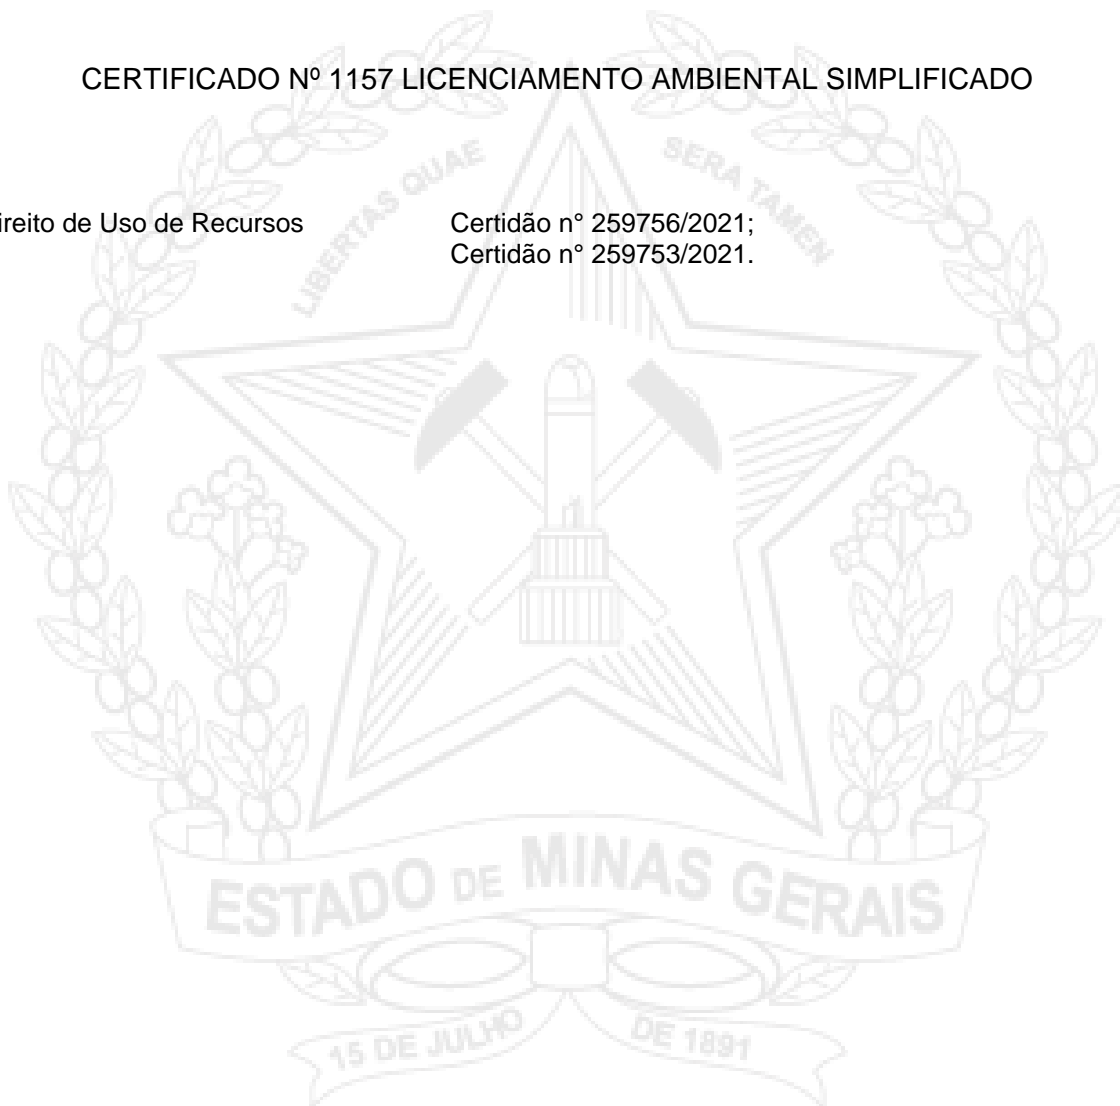 CERTIFICADO Nº 1157 LICENCIAMENTO AMBIENTAL SIMPLIFICADO
LIBERTAS QUAE SERA TAMEN
ireito de Uso de Recursos
Certidão n° 259756/2021;
Certidão n° 259753/2021.
ESTADO DE MINAS GERAIS
15 DE JULHO DE 1891